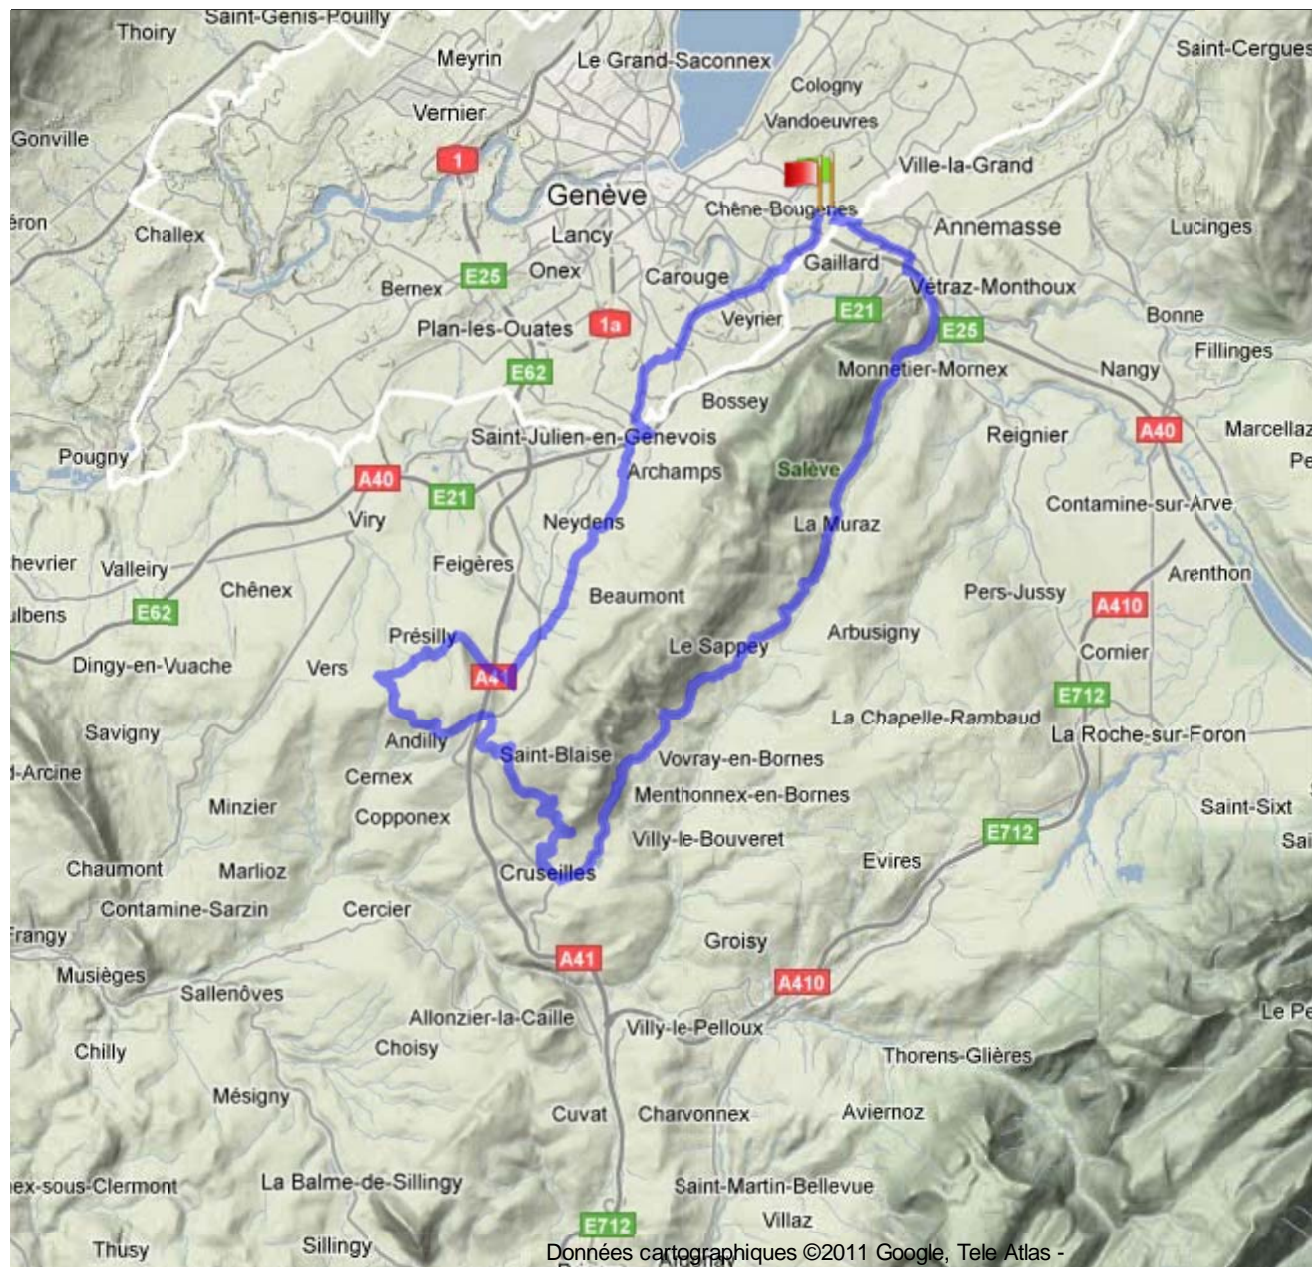 Saint-Genis-Pouilly
Thoiry
Saint-Cergues
Meyrin
Le Grand-Saconnex
Cologny
Vernier
Vandoeuvres
Gonville
1
Ville-la-Grand
Genève
Chêne-Bougeries
Annemasse
Lucinges
Challex
Lancy
Gaillard
Onex
Carouge
E25
Bernex
Vétraz-Monthoux
Plan-les-Ouates
1a
Veyrier
E21
E25
Bonne
Fillinges
E62
Monnetier-Mornex
Nangy
Bossey
Saint-Julien-en-Genevois
Reignier
A40
Marcellaz
Pougny
Archamps
Salève
A40
E21
Contamine-sur-Arve
Viry
Neydens
La Muraz
hevrier
Valleiry
Feigères
Arenthon
Chênex
Beaumont
Pers-Jussy
A410
ulbens
E62
Présilly
Le Sappey
Arbusigny
Cornier
Dingy-en-Vuache
Vers
A41
E712
La Chapelle-Rambaud
Savigny
Andilly
La Roche-sur-Foron
Saint-Blaise
Vovray-en-Bornes
d-Arcine
Cernex
Menthonnex-en-Bornes
Minzier
Copponex
Saint-Sixt
Villy-le-Bouveret
E712
Sai
Chaumont
Marlioz
Cruseilles
Evires
Contamine-Sarzin
Cercier
Frangy
Groisy
A41
Musièges
A410
Sallenôves
Allonzier-la-Caille
Villy-le-Pelloux
Le Pe
Chilly
Choisy
Thorens-Glières
Mésigny
Cuvat
Charvonnex
Aviernoz
ex-sous-Clermont
La Balme-de-Sillingy
Saint-Martin-Bellevue
E712
Villaz
Thusy
Sillingy
Données cartographiques ©2011 Google, Tele Atlas -